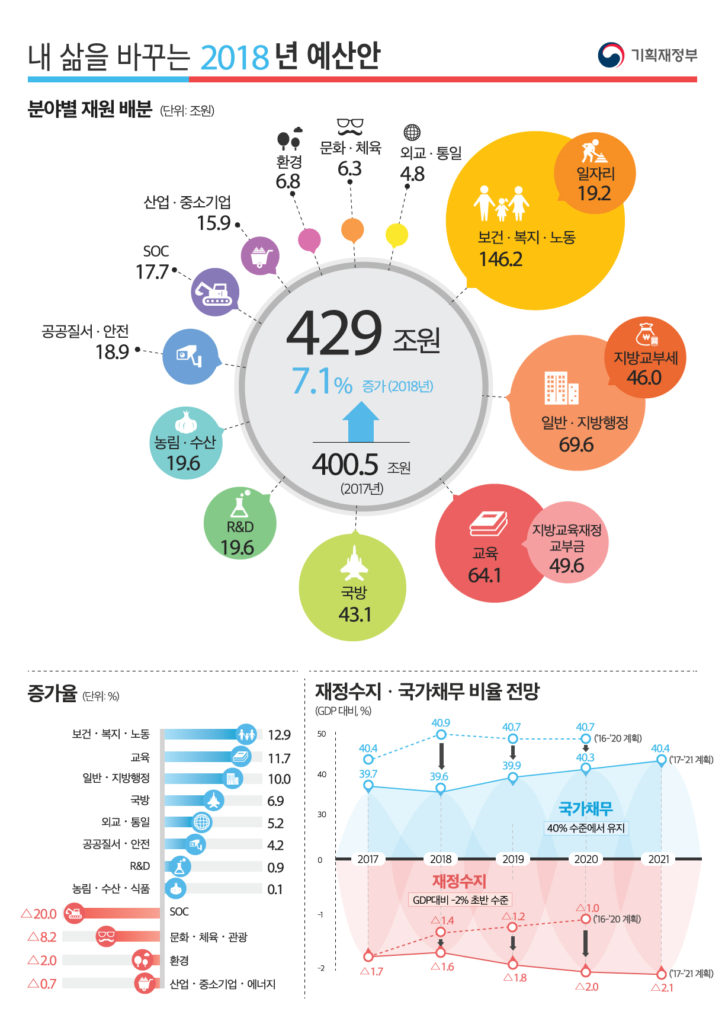 내 삶을 바꾸는 2018년 예산안
기획재정부
분야별 재원 배분 (단위: 조원)
환경
6.8
문화 · 체육
6.3
외교 · 통일
4.8
일자리
19.2
보건 · 복지 · 노동
146.2
산업 · 중소기업
15.9
SOC
17.7
공공질서 · 안전
18.9
농림 · 수산
19.6
R&D
19.6
국방
43.1
교육
64.1
지방교육재정
교부금
49.6
일반 · 지방행정
69.6
지방교부세
46.0
429 조원
7.1% 증가 (2018년)
400.5 조원
(2017년)
증가율 (단위: %)
보건 · 복지 · 노동 12.9
교육 11.7
일반 · 지방행정 10.0
국방 6.9
외교 · 통일 5.2
공공질서 · 안전 4.2
R&D 0.9
농림 · 수산 · 식품 0.1
△20.0 SOC
△8.2 문화 · 체육 · 관광
△2.0 환경
△0.7 산업 · 중소기업 · 에너지
재정수지 · 국가채무 비율 전망
(GDP 대비, %)
50
40
30
0
-1
-2
40.4 40.9 40.7 40.7 ('16-'20 계획)
39.7 39.6 39.9 40.3 40.4 ('17-'21 계획)
국가채무
40% 수준에서 유지
2017 2018 2019 2020 2021
재정수지
GDP대비 -2% 초반 수준
△1.4 △1.2 △1.0 ('16-'20 계획)
△1.7 △1.6 △1.8 △2.0 △2.1 ('17-'21 계획)